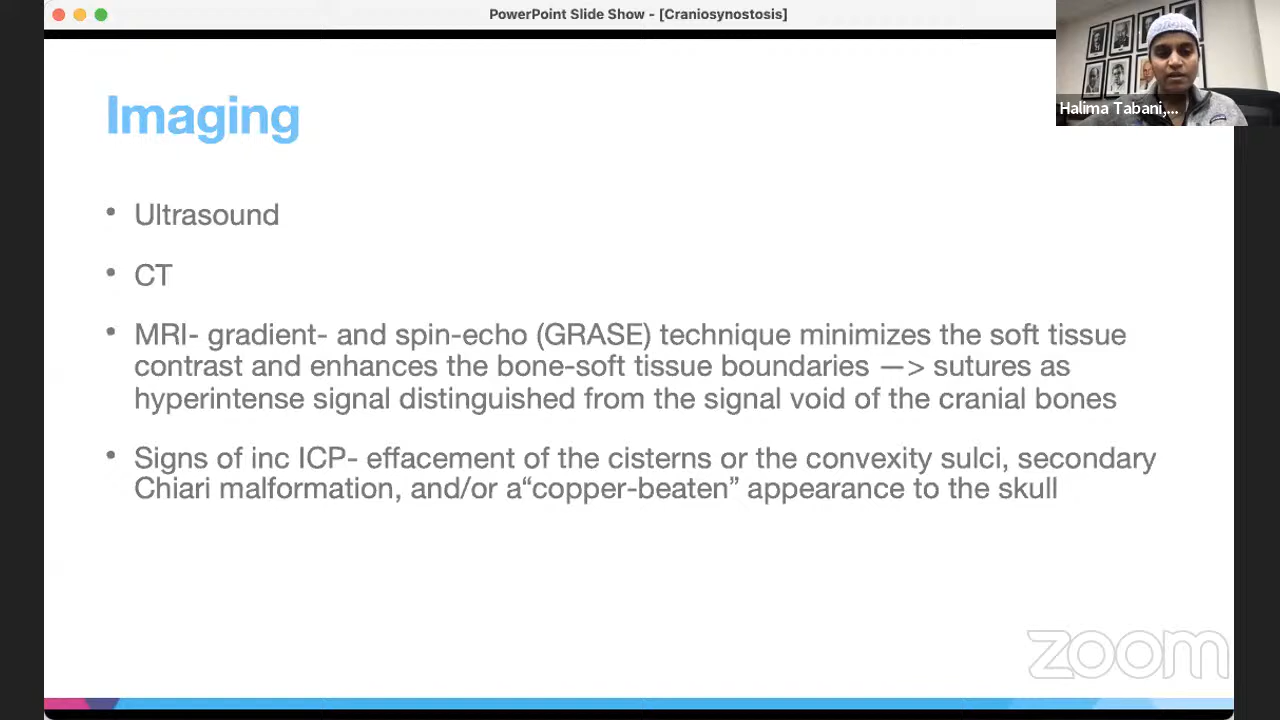 PowerPoint Slide Show - [Craniosynostosis]
Halima Tabani,...
Imaging
• Ultrasound
• CT
• MRI- gradient- and spin-echo (GRASE) technique minimizes the soft tissue
contrast and enhances the bone-soft tissue boundaries —> sutures as
hyperintense signal distinguished from the signal void of the cranial bones
• Signs of inc ICP- effacement of the cisterns or the convexity sulci, secondary
Chiari malformation, and/or a“copper-beaten” appearance to the skull
zoom